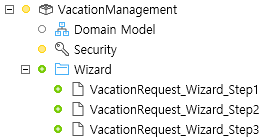 VacationManagement
Domain Model
Security
Wizard
VacationRequest_Wizard_Step1
VacationRequest_Wizard_Step2
VacationRequest_Wizard_Step3